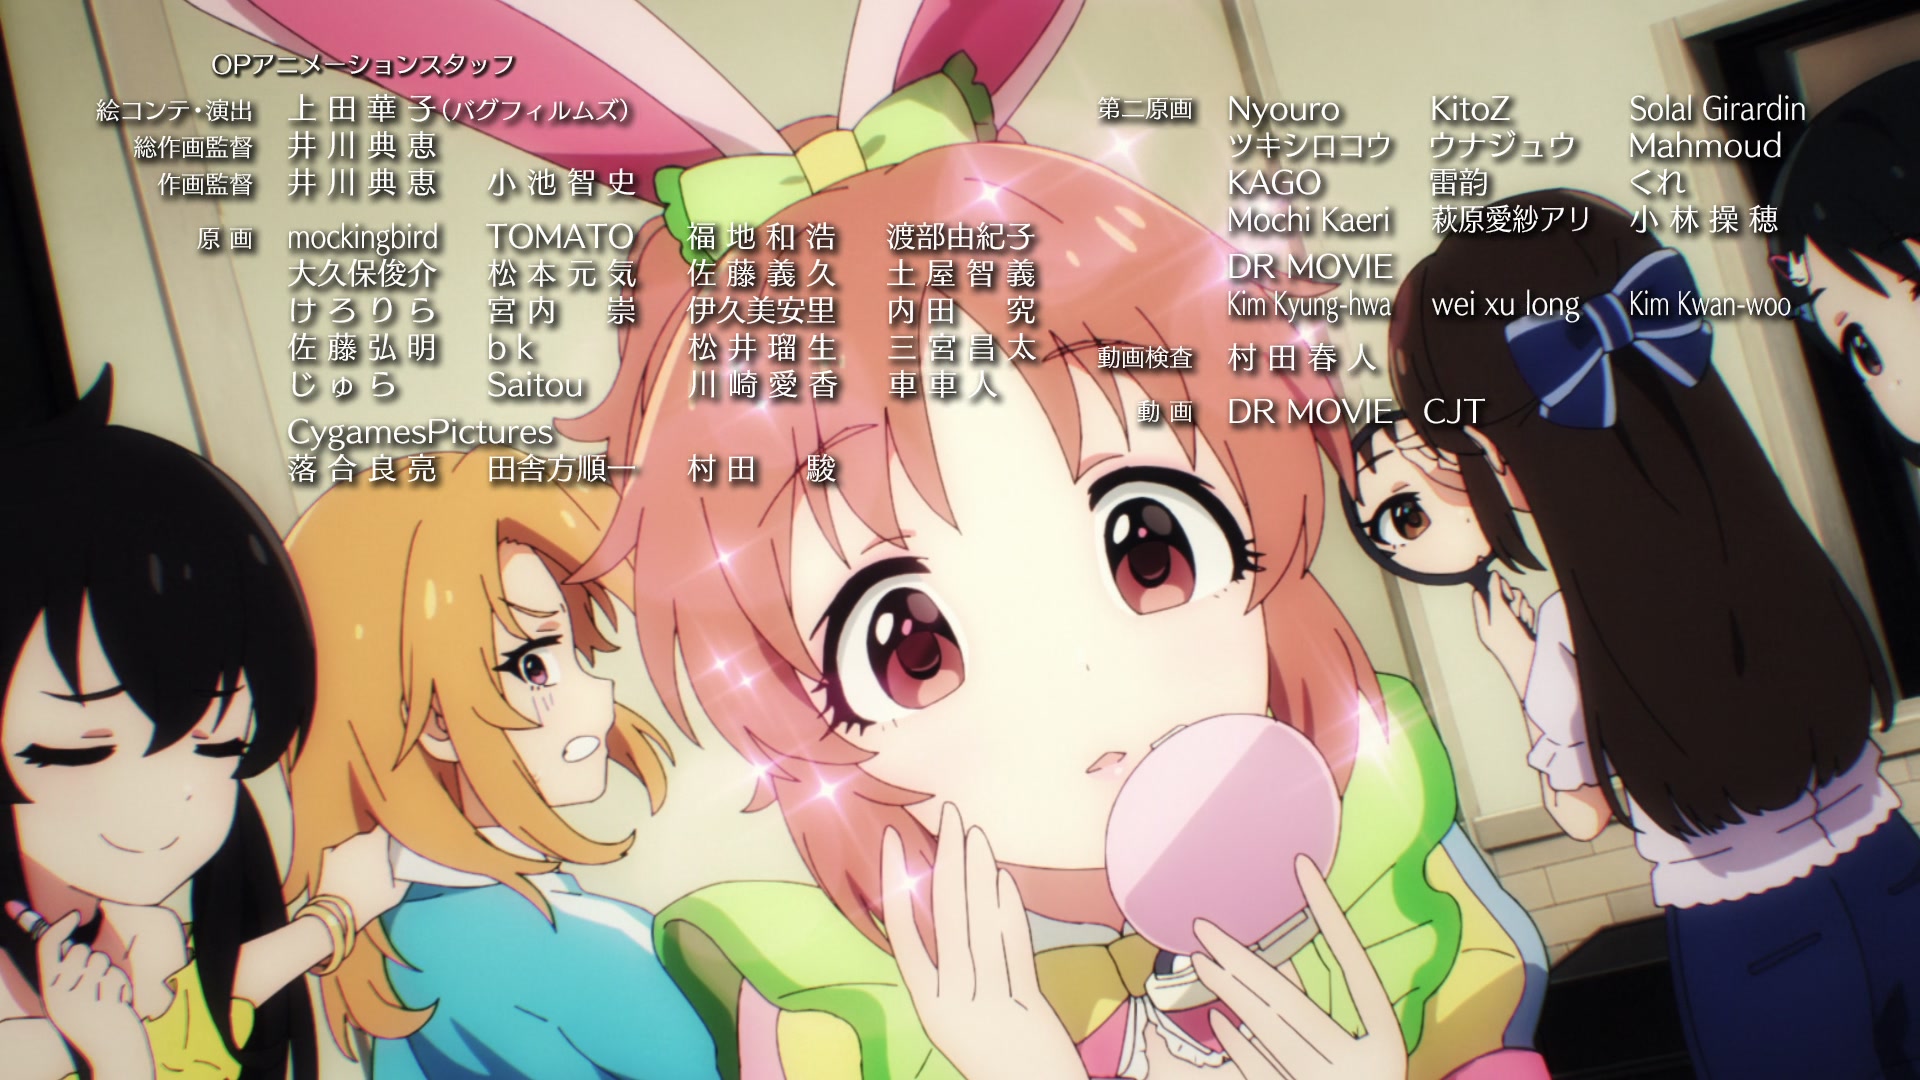 OPアニメーションスタッフ
絵コンテ・演出 上田華子(バグフィルムズ)
総作画監督 井川典恵
作画監督 井川典恵 小池智史
原画 mockingbird TOMATO 福地和浩 渡部由紀子
大久保俊介 松本元気 佐藤義久 土屋智義
けろりら 宮内崇 伊久美安里 内田究
佐藤弘明 bk 松井瑠生 三宮昌太
じゅら Saitou 川崎愛香 車車人
CygamesPictures
落合良亮 田舎方順一 村田駿
第二原画 Nyouro KitoZ Solal Girardin
ツキシロコウ ウナジュウ Mahmoud
KAGO 雷韵 くれ
Mochi Kaeri 萩原愛紗アリ 小林操穂
DR MOVIE
Kim Kyung-hwa wei xu long Kim Kwan-woo
動画検査 村田春人
動画 DR MOVIE CJT